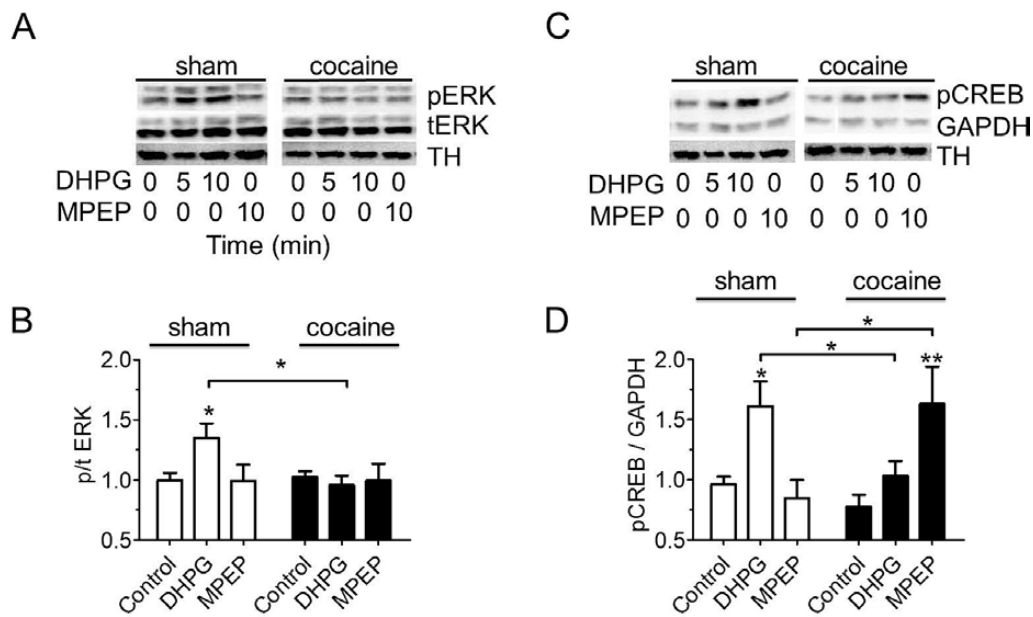 A
sham cocaine
pERK
tERK
TH
DHPG 0 5 10 0 0 5 10 0
MPEP 0 0 0 10 0 0 0 10
Time (min)
B
sham cocaine
*
*
2.0
1.5
1.0
0.5
p/t ERK
Control DHPG MPEP Control DHPG MPEP
C
sham cocaine
pCREB
GAPDH
TH
DHPG 0 5 10 0 0 5 10 0
MPEP 0 0 0 10 0 0 0 10
D
sham cocaine
*
*
* **
2.0
1.5
1.0
0.5
pCREB / GAPDH
Control DHPG MPEP Control DHPG MPEP